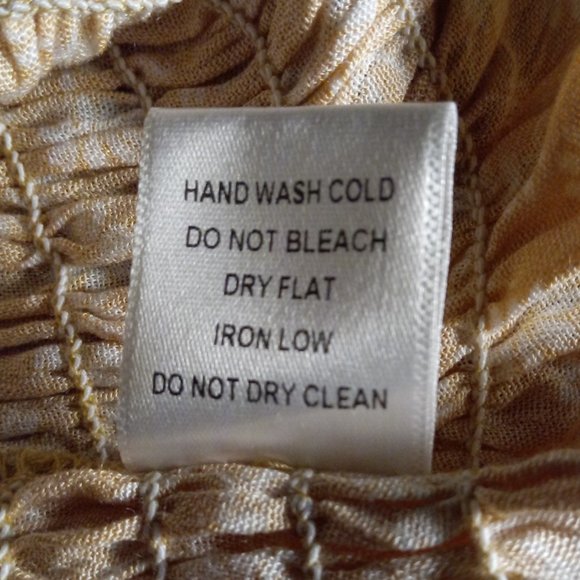 HAND WASH COLD
DO NOT BLEACH
DRY FLAT
IRON LOW
DO NOT DRY CLEAN